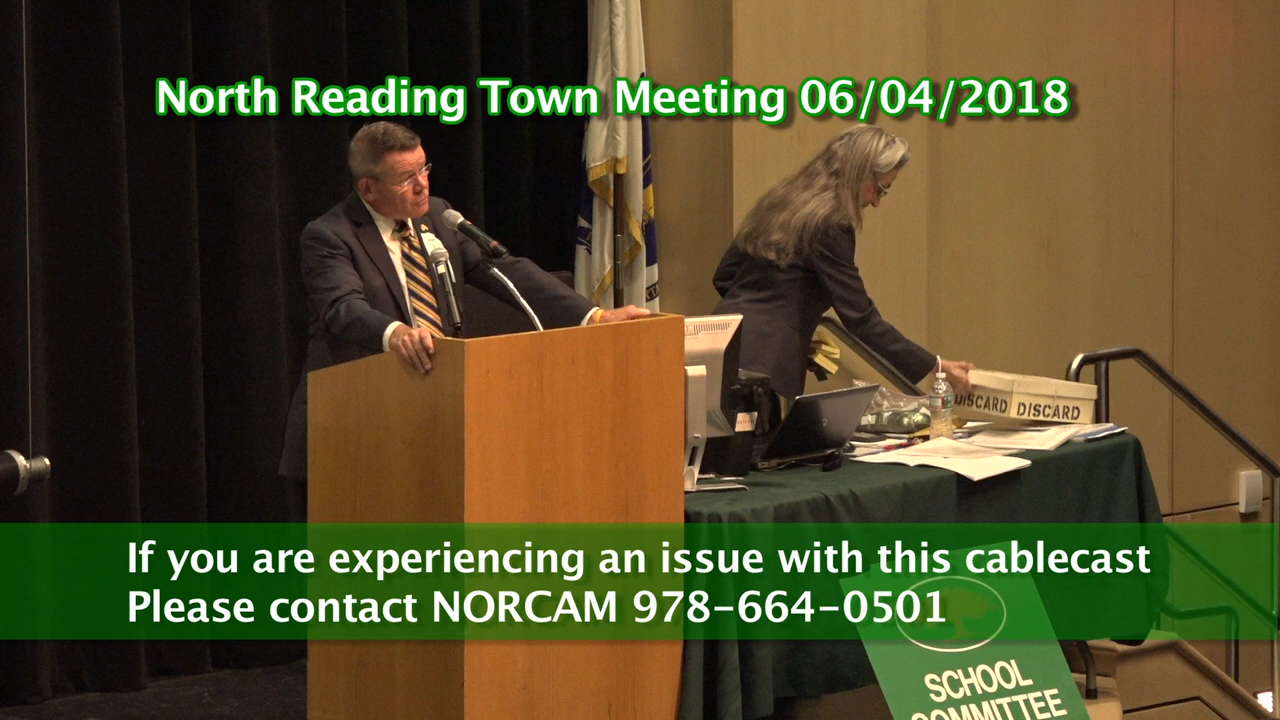 North Reading Town Meeting 06/04/2018
DISCARD DISCARD
If you are experiencing an issue with this cablecast
Please contact NORCAM 978-664-0501
SCHOOL
COMMITTEE